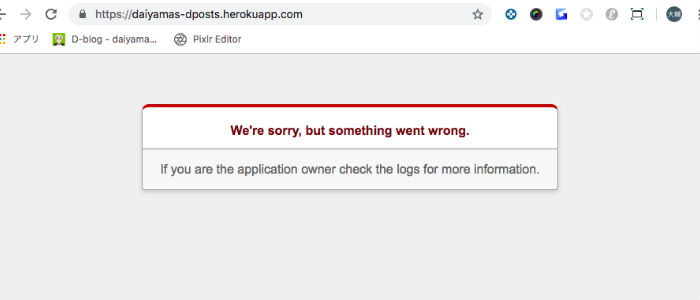 https://daiyamas-dposts.herokuapp.com
大輔
アプリ D-blog - daiyama... Pixlr Editor
We're sorry, but something went wrong.
If you are the application owner check the logs for more information.